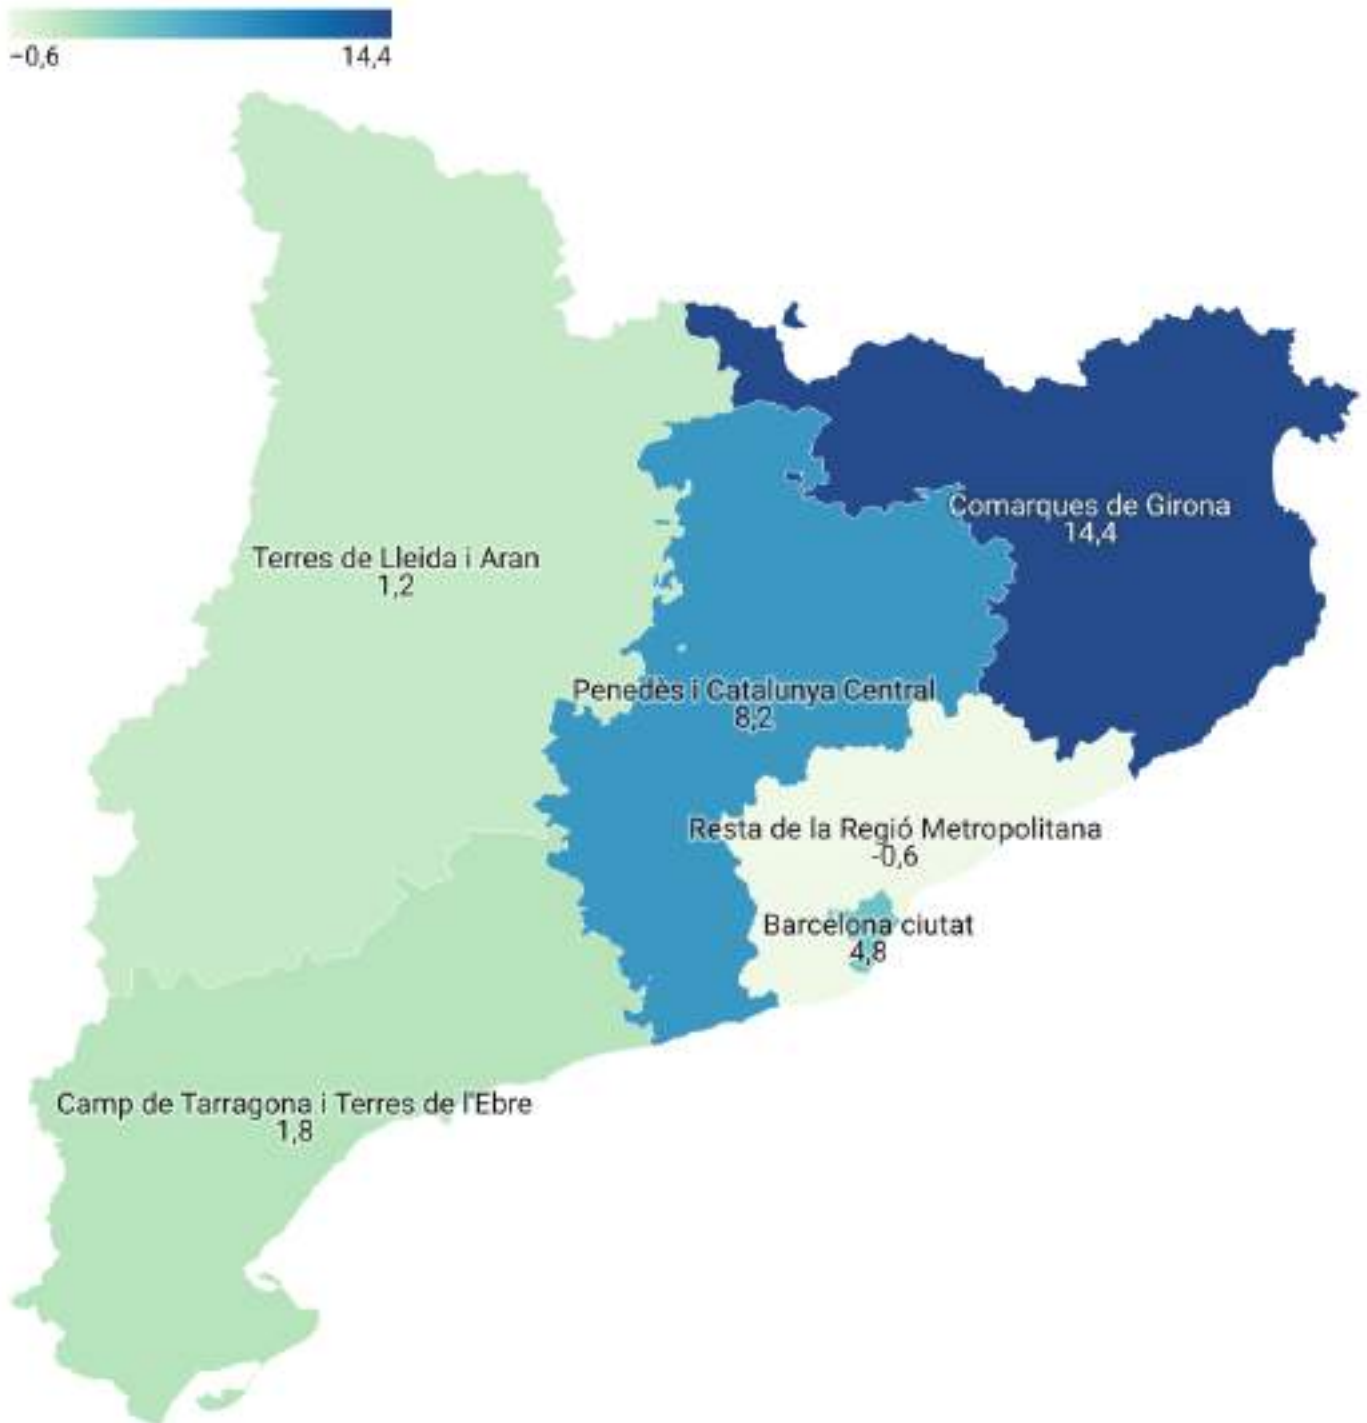 −0,6 14,4
Comarques de Girona
14,4
Terres de Lleida i Aran
1,2
Penedès i Catalunya Central
8,2
Resta de la Regió Metropolitana
-0,6
Barcelona ciutat
4,8
Camp de Tarragona i Terres de l'Ebre
1,8